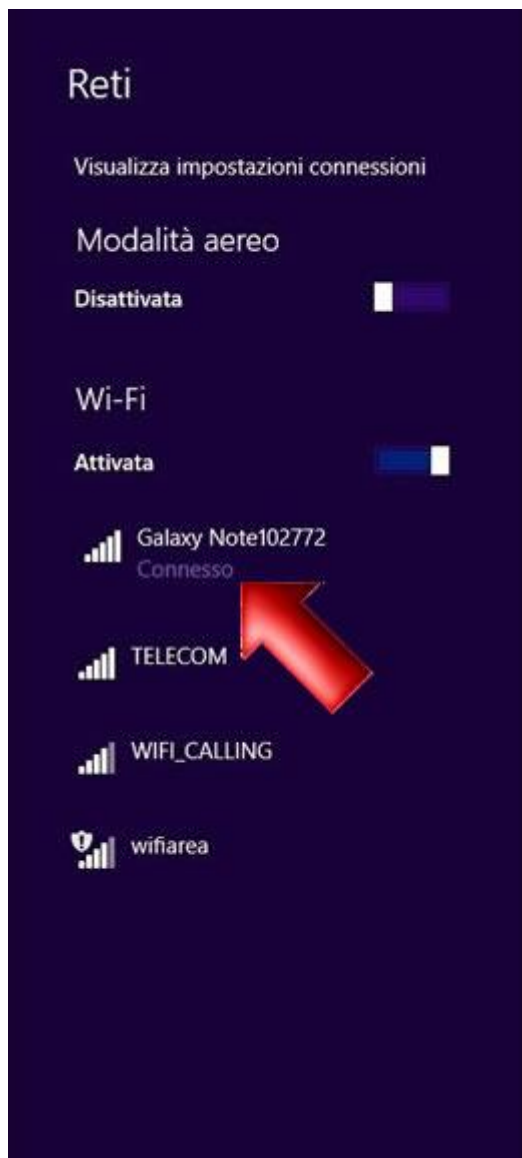 Reti
Visualizza impostazioni connessioni
Modalità aereo
Disattivata
Wi-Fi
Attivata
Galaxy Note102772
Connesso
TELECOM
WIFI_CALLING
wifiarea